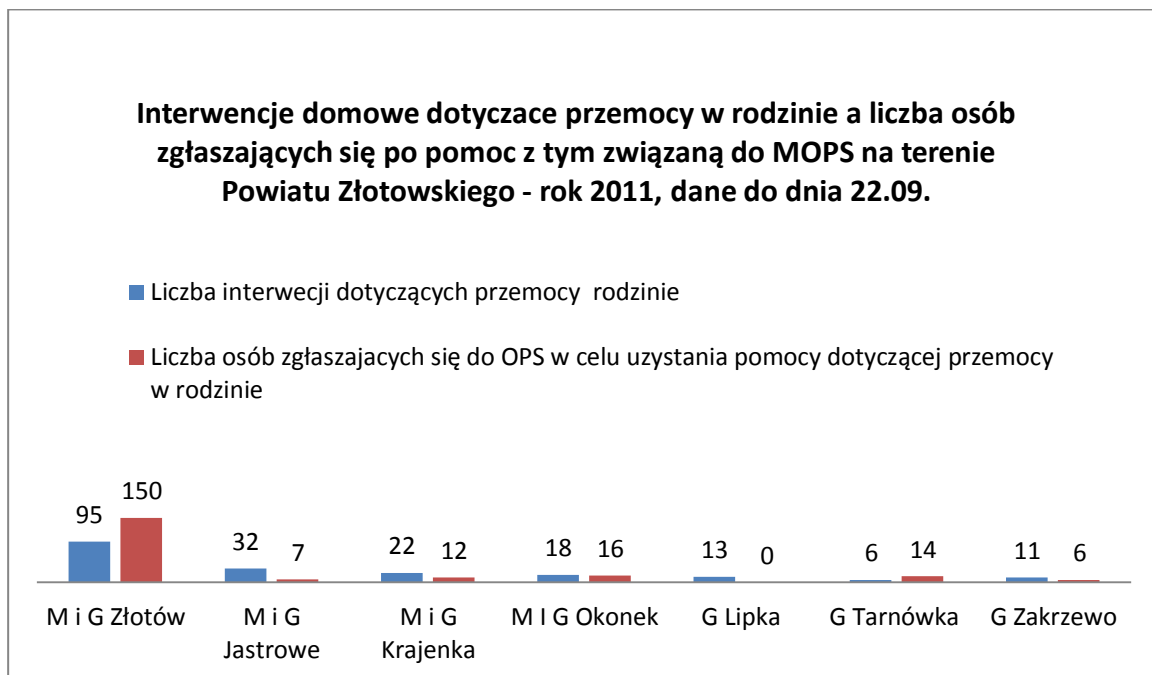 Interwencje domowe dotyczace przemocy w rodzinie a liczba osób
zgłaszających się po pomoc z tym związaną do MOPS na terenie
Powiatu Złotowskiego - rok 2011, dane do dnia 22.09.
Liczba interwecji dotyczących przemocy  rodzinie
Liczba osób zgłaszajacych się do OPS w celu uzystania pomocy dotyczącej przemocy
w rodzinie
95 150 32 7 22 12 18 16 13 0 6 14 11 6
M i G Złotów M i G M i G M I G Okonek G Lipka G Tarnówka G Zakrzewo
Jastrowe Krajenka